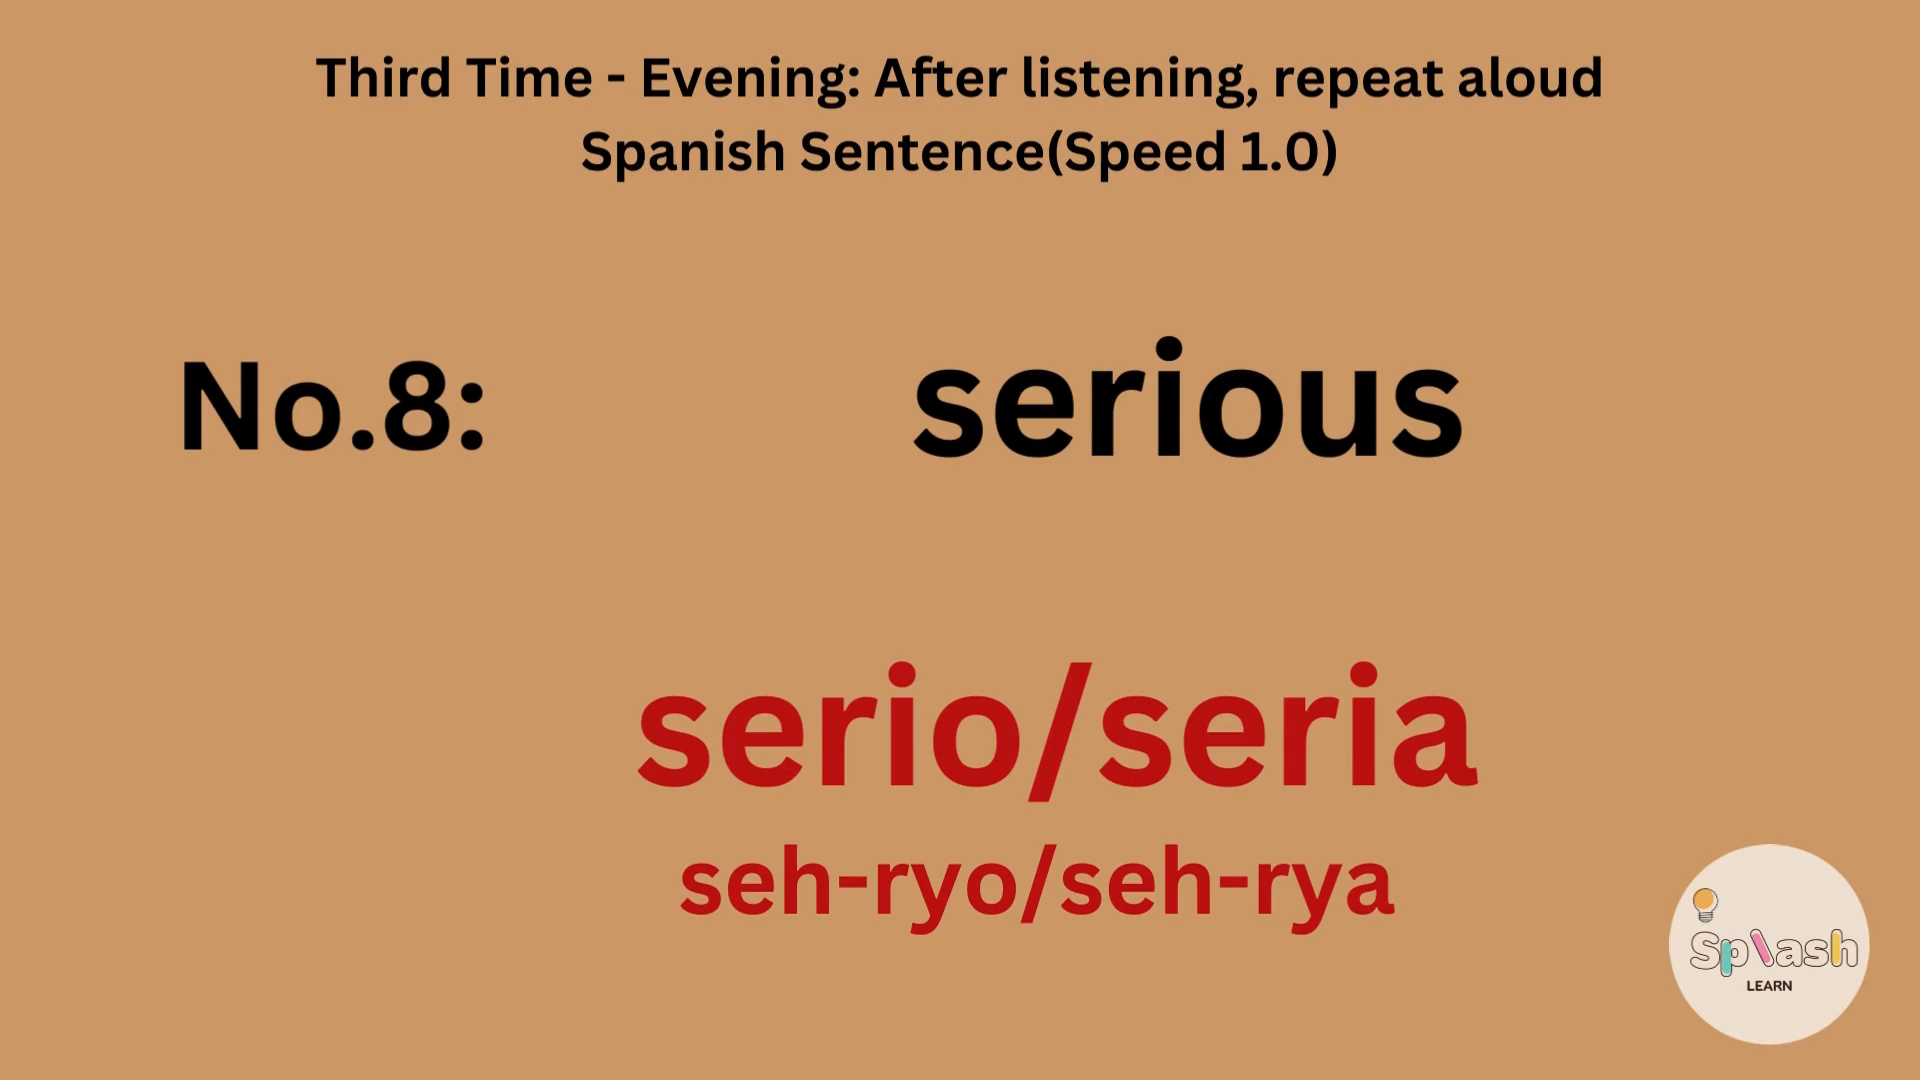 Third Time - Evening: After listening, repeat aloud
Spanish Sentence(Speed 1.0)
No.8:
serious
serio/seria
seh-ryo/seh-rya
Splash
LEARN